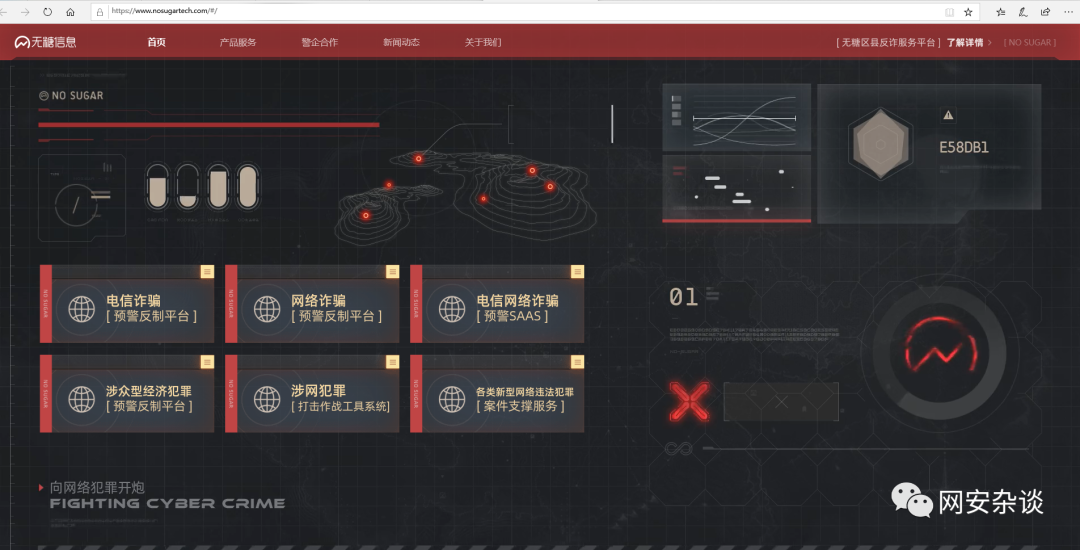 https://www.nosugartech.com/#/
无糖信息
首页
产品服务
警企合作
新闻动态
关于我们
[ 无糖区县反诈服务平台 ] 了解详情 >
[ NO SUGAR ]
NO SUGAR
E58DB1
NO SUGAR
电信诈骗
[ 预警反制平台 ]
NO SUGAR
网络诈骗
[ 预警反制平台 ]
NO SUGAR
电信网络诈骗
[ 预警SAAS ]
01
NO SUGAR
涉众型经济犯罪
[ 预警反制平台 ]
NO SUGAR
涉网犯罪
[ 打击作战工具系统]
NO SUGAR
各类新型网络违法犯罪
[ 案件支撑服务 ]
向网络犯罪开炮
FIGHTING CYBER CRIME
网安杂谈